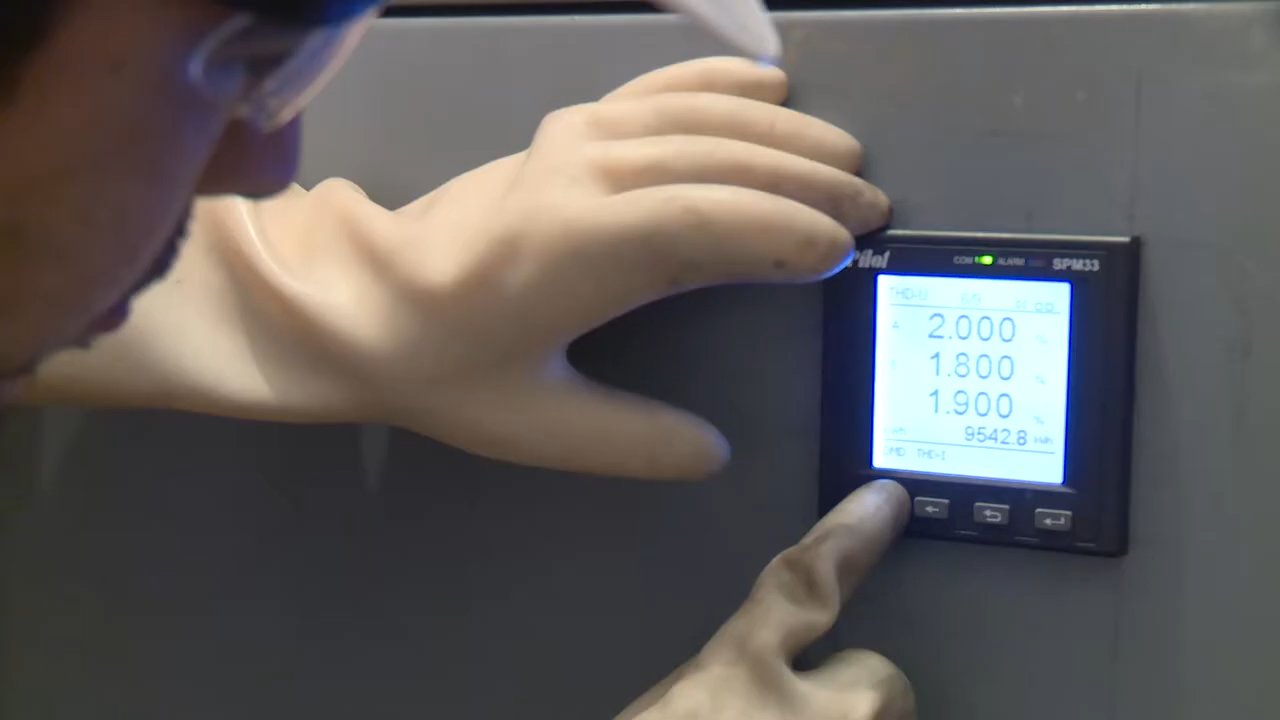 Pilot COM ALARM SPM33
THD-U
A 2.000 %
1.800 %
1.900 %
9542.8 kWh
DMD THD-I